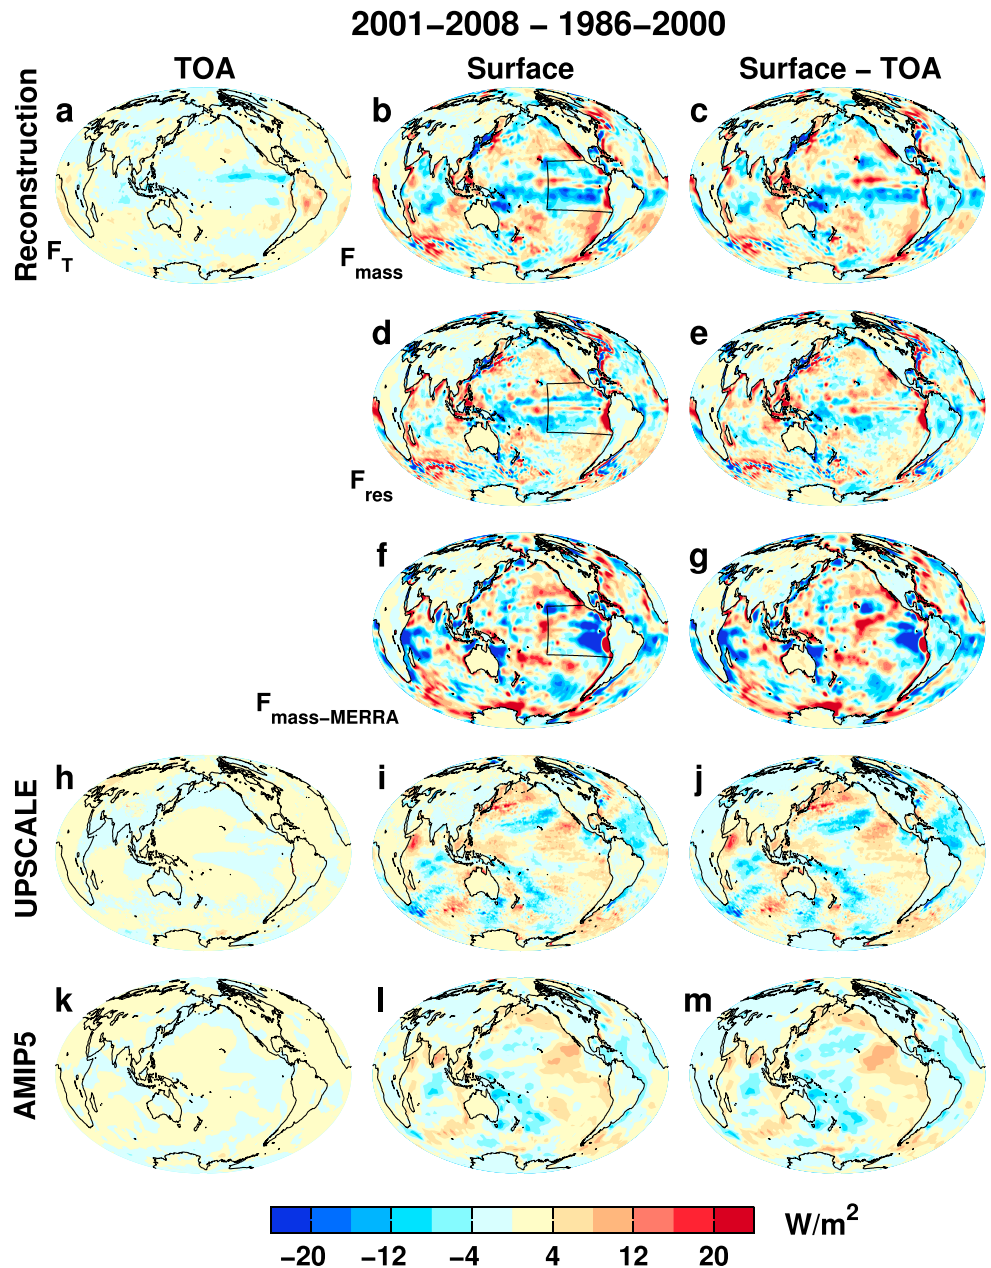 2001−2008 − 1986−2000
TOA Surface Surface − TOA
Reconstruction
a b c
F_T F_mass
d e
F_res
f g
F_mass−MERRA
UPSCALE
h i j
AMIP5
k l m
−20 −12 −4 4 12 20 W/m²